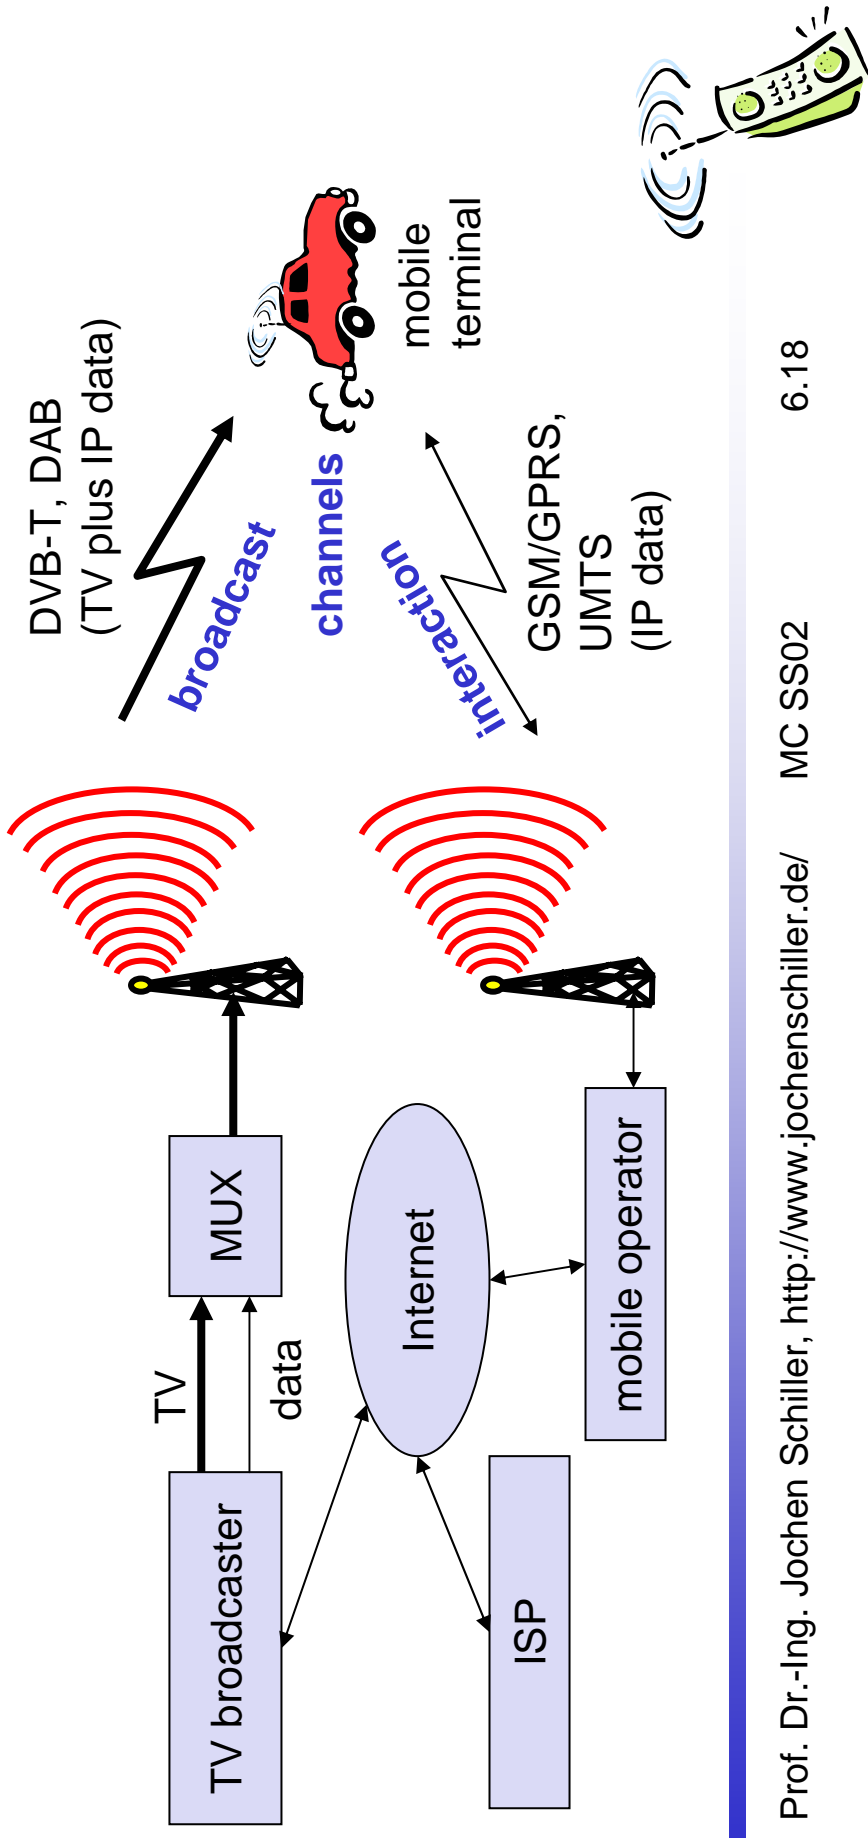 DVB-T, DAB
(TV plus IP data)
TV
MUX
TV broadcaster
data
broadcast
channels
interaction
mobile
terminal
Internet
GSM/GPRS,
UMTS
(IP data)
ISP
mobile operator
Prof. Dr.-Ing. Jochen Schiller, http://www.jochenschiller.de/ MC SS02 6.18